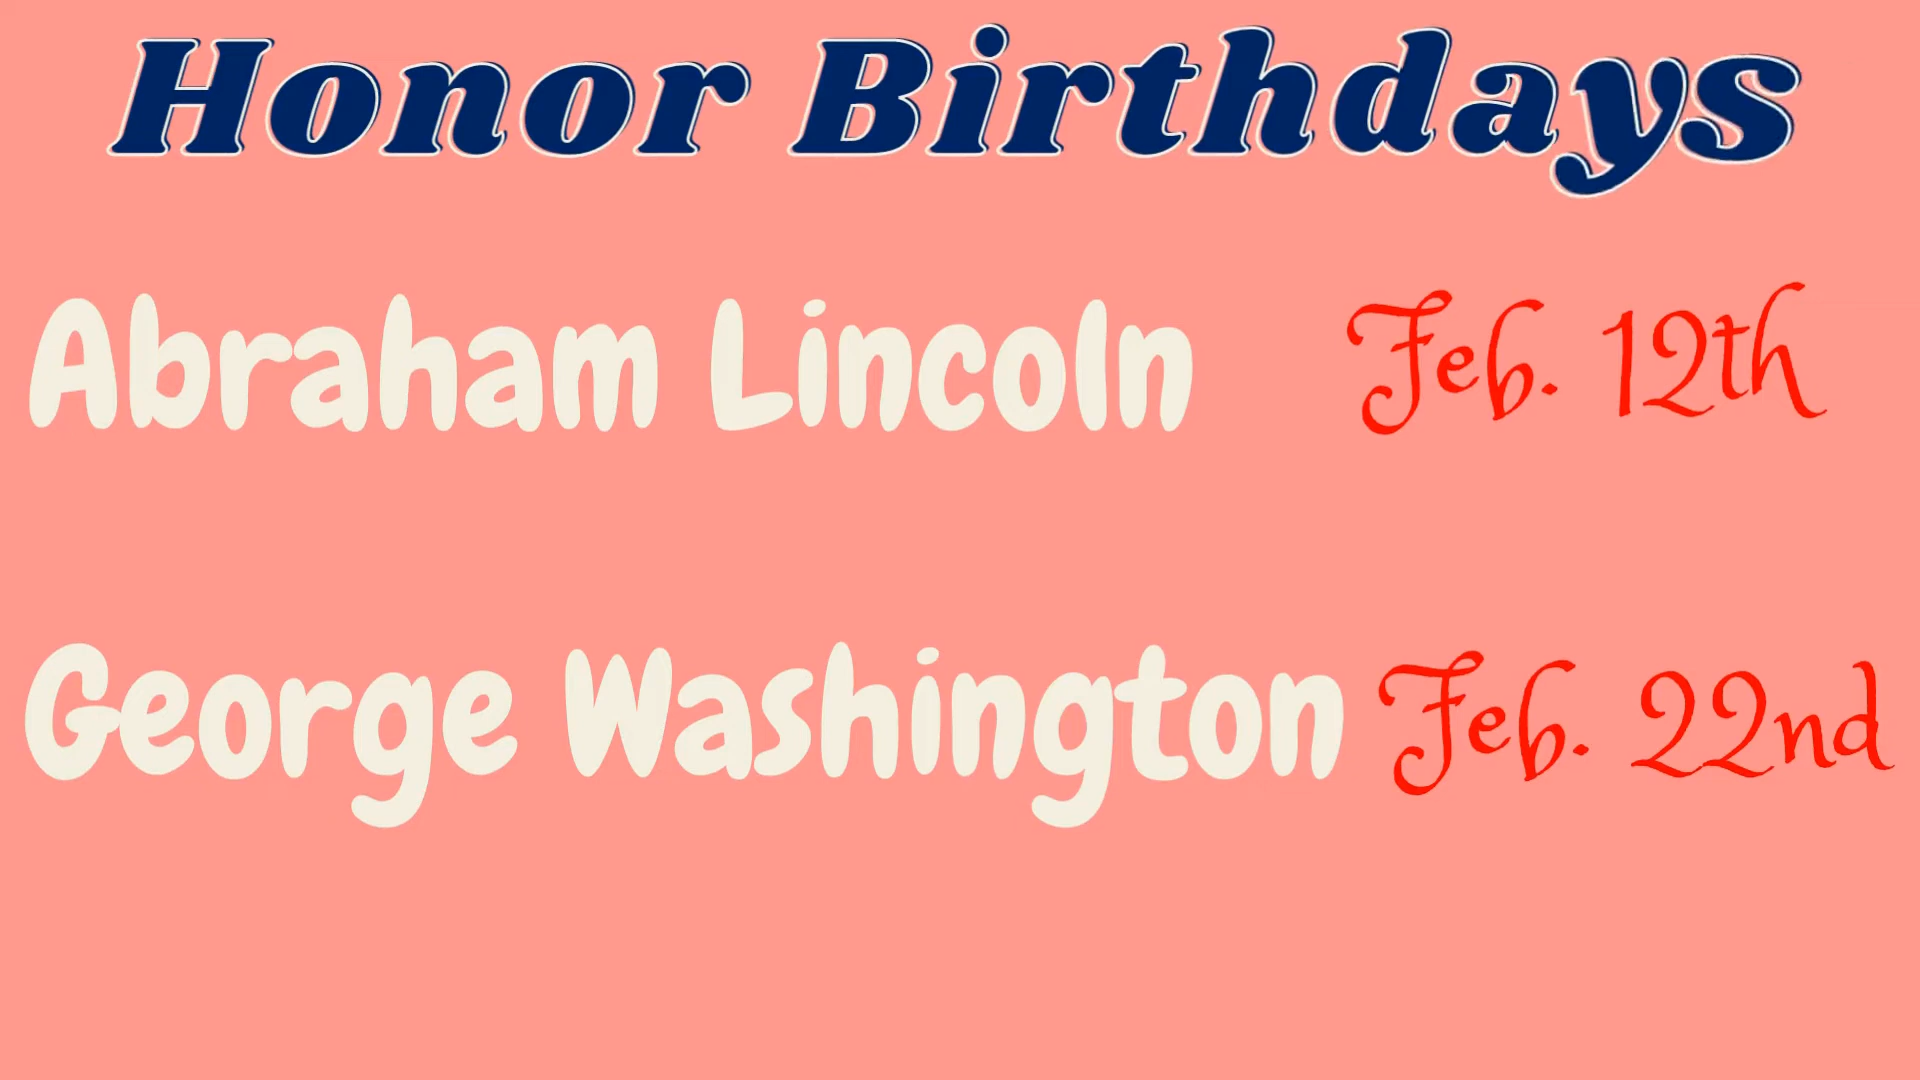 Honor Birthdays
Abraham Lincoln Feb. 12th
George Washington Feb. 22nd